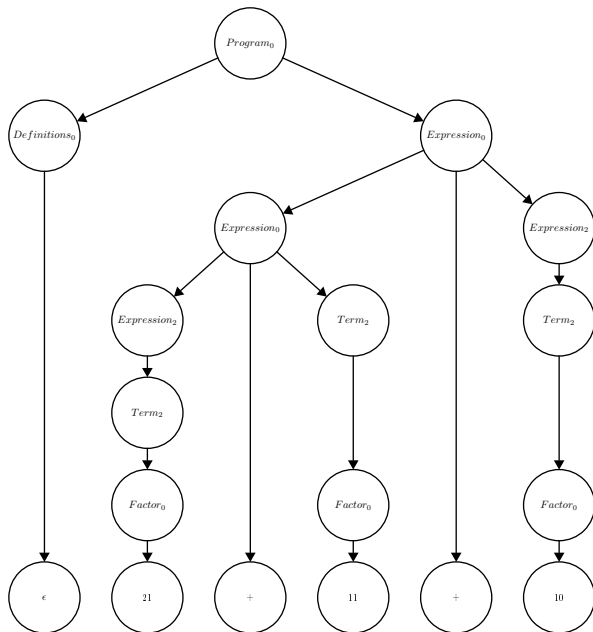 Program₀
Definitions₀ Expression₀
Expression₀ Expression₂
Expression₂ Term₂ Term₂
Term₂
Factor₀ Factor₀ Factor₀
ϵ 21 + 11 + 10